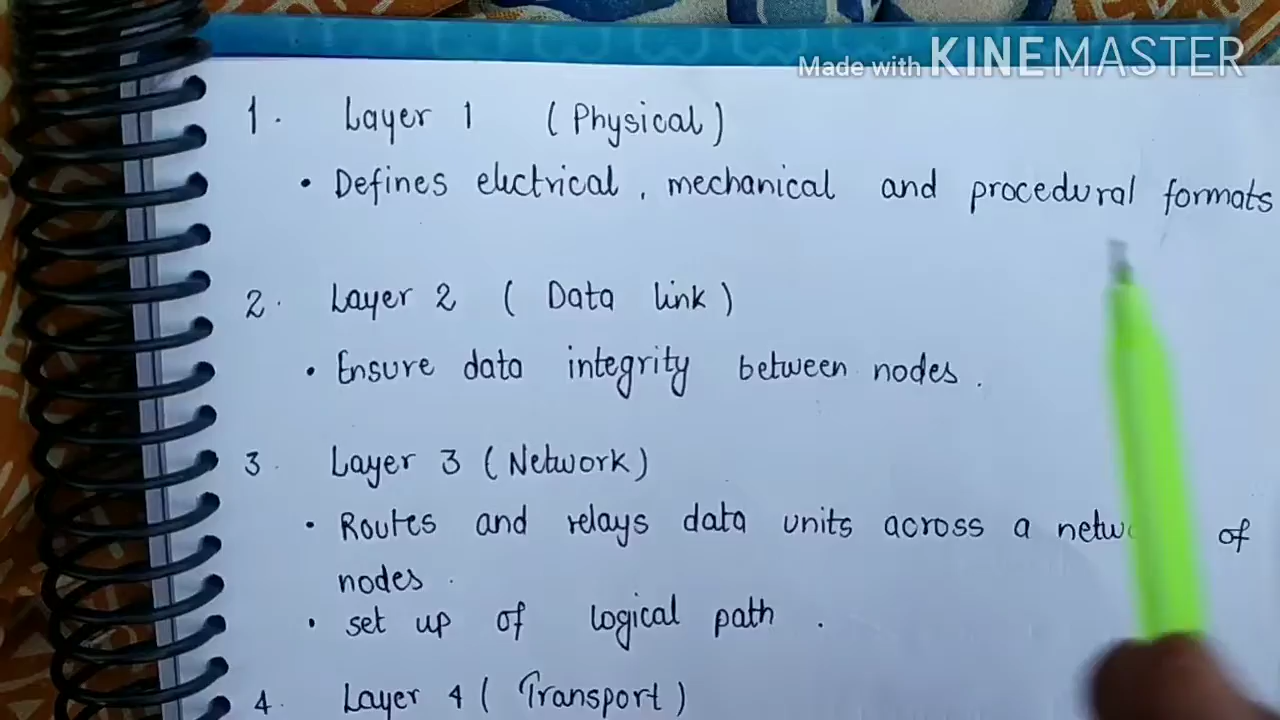 Made with KINEMASTER
1. Layer 1 (Physical)
• Defines electrical, mechanical and procedural formats
2. Layer 2 (Data link)
• Ensure data integrity between nodes.
3. Layer 3 (Network)
• Routes and relays data units across a of
nodes.
• set up of logical path.
4. Layer 4 (Transport)